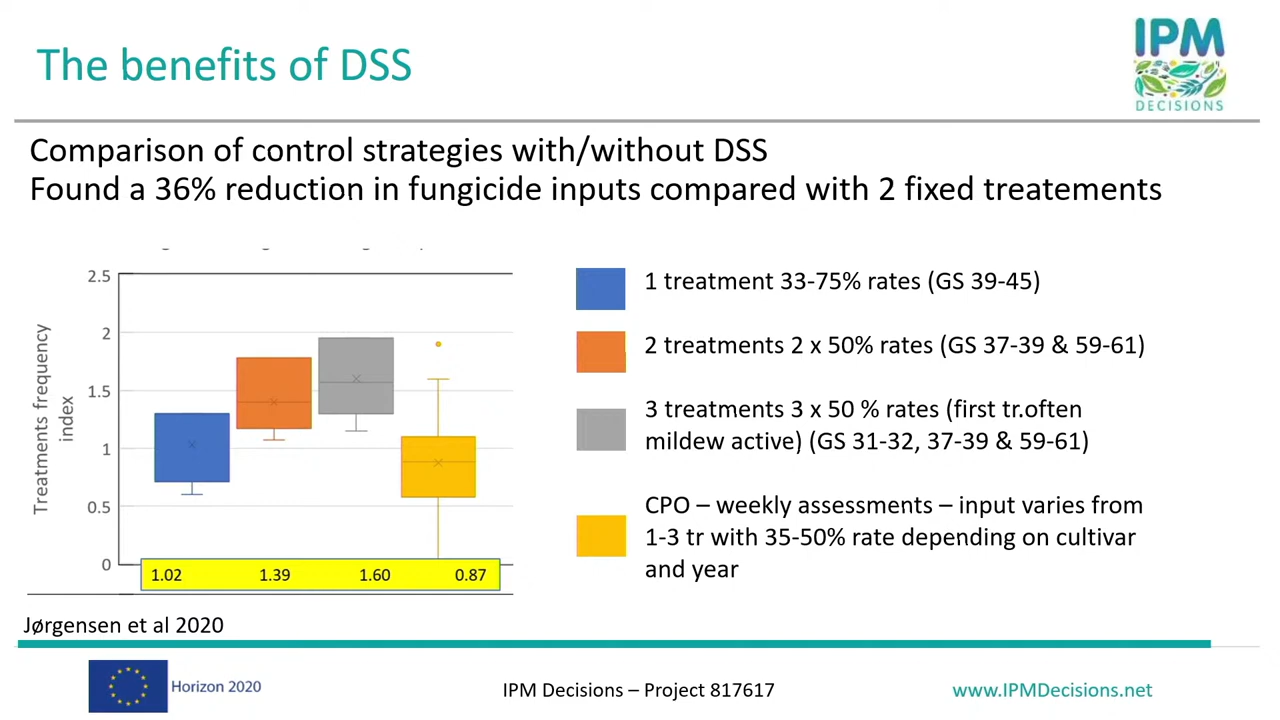 The benefits of DSS
IPM
DECISIONS
Comparison of control strategies with/without DSS
Found a 36% reduction in fungicide inputs compared with 2 fixed treatements
2.5
2
1.5
1
0.5
0
Treatments frequency
index
1.02 1.39 1.60 0.87
1 treatment 33-75% rates (GS 39-45)
2 treatments 2 x 50% rates (GS 37-39 & 59-61)
3 treatments 3 x 50 % rates (first tr.often
mildew active) (GS 31-32, 37-39 & 59-61)
CPO – weekly assessments – input varies from
1-3 tr with 35-50% rate depending on cultivar
and year
Jørgensen et al 2020
Horizon 2020
IPM Decisions – Project 817617
www.IPMDecisions.net